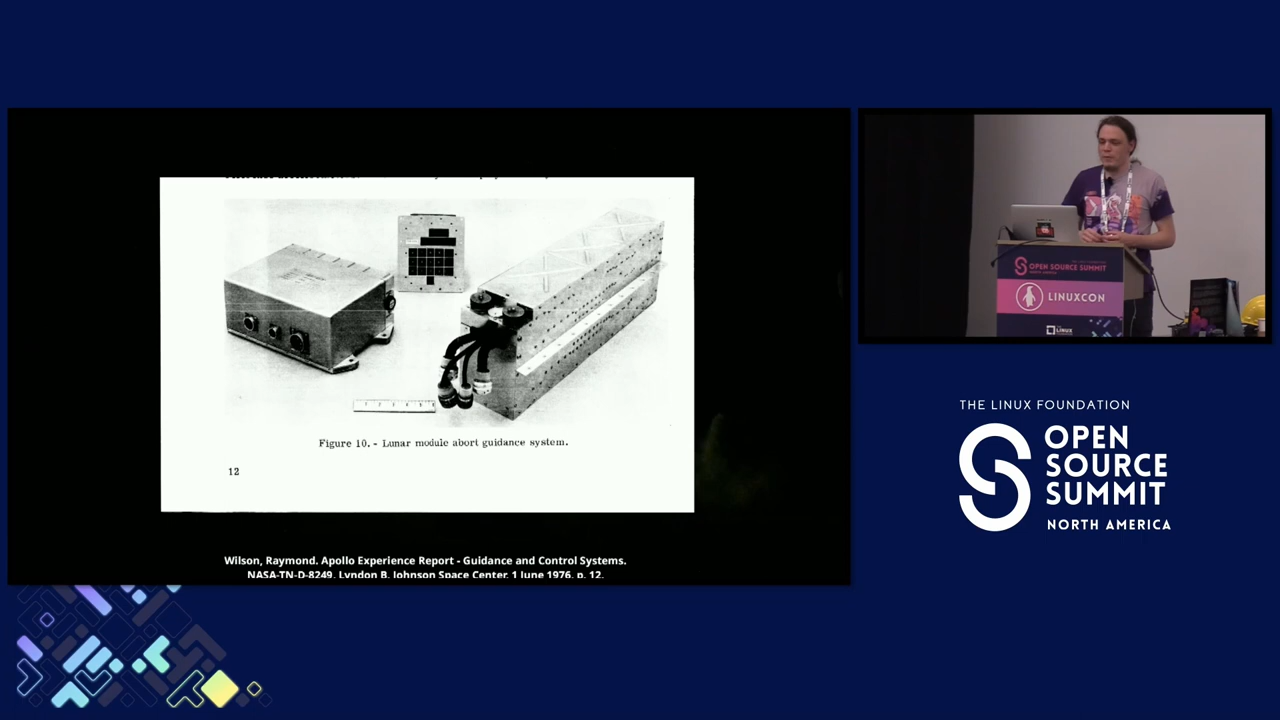 Figure 10. - Lunar module abort guidance system.
12
Wilson, Raymond. Apollo Experience Report - Guidance and Control Systems.
NASA-TN-D-8249. Lyndon B. Johnson Space Center. 1 June 1976. p. 12.
OPEN SOURCE SUMMIT
LINUXCON
LINUX
THE LINUX FOUNDATION
OPEN
SOURCE
SUMMIT
NORTH AMERICA